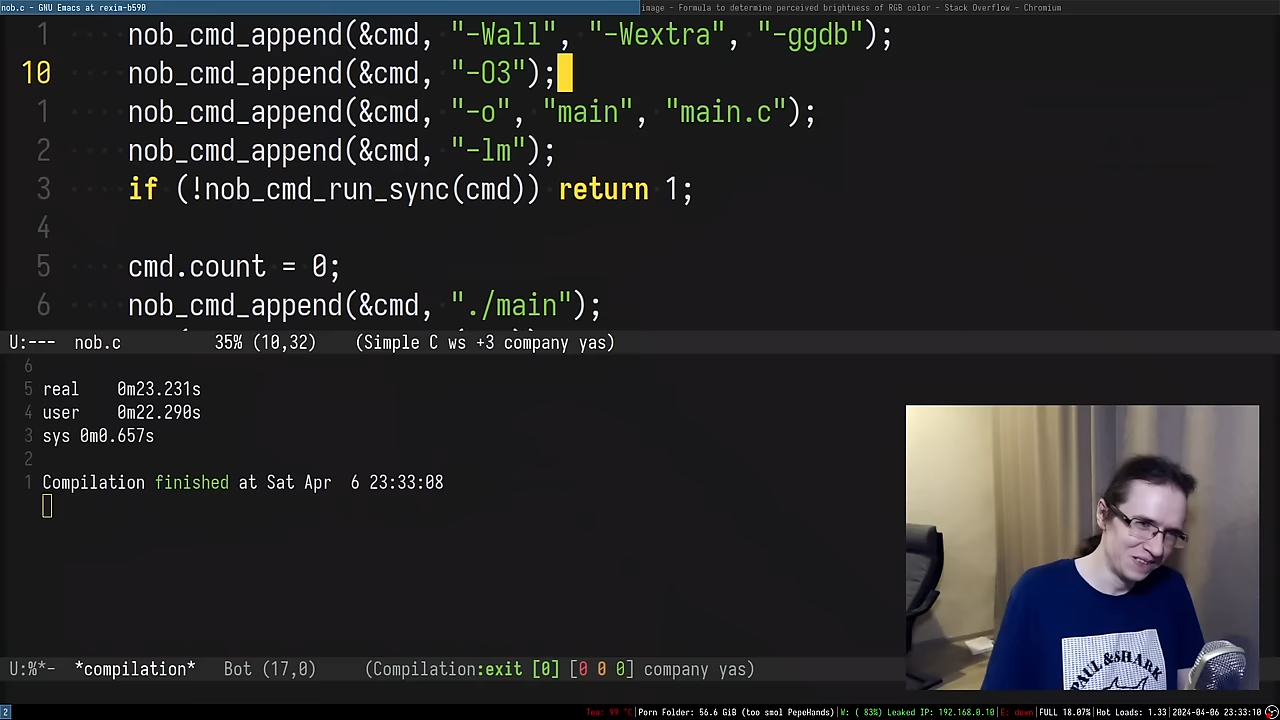 nob.c - GNU Emacs at rexim-b590
image - Formula to determine perceived brightness of RGB color - Stack Overflow - Chromium
1 nob_cmd_append(&cmd, "-Wall", "-Wextra", "-ggdb");
10 nob_cmd_append(&cmd, "-O3");
1 nob_cmd_append(&cmd, "-o", "main", "main.c");
2 nob_cmd_append(&cmd, "-lm");
3 if (!nob_cmd_run_sync(cmd)) return 1;
4
5 cmd.count = 0;
6 nob_cmd_append(&cmd, "./main");
U:--- nob.c 35% (10,32) (Simple C ws +3 company yas)
6
5 real 0m23.231s
4 user 0m22.290s
3 sys 0m0.657s
2
1 Compilation finished at Sat Apr 6 23:33:08
PAUL & SHARK
U:%*- *compilation* Bot (17,0) (Compilation:exit [0] [0 0 0] company yas)
2 Tea: 99 °C|Porn Folder: 56.6 GiB (too smol PepeHands)|W: ( 83%) Leaked IP: 192.168.0.10|E: down|FULL 18.07%|Hot Loads: 1.33|2024-04-06 23:33:10